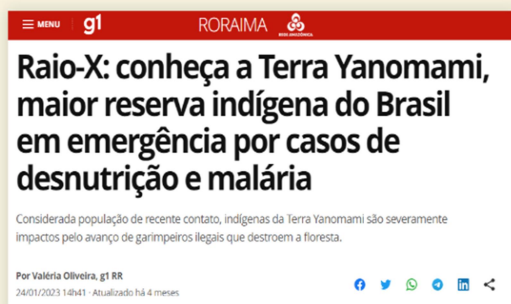 MENU g1 RORAIMA REDE AMAZÔNICA
Raio-X: conheça a Terra Yanomami,
maior reserva indígena do Brasil
em emergência por casos de
desnutrição e malária
Considerada população de recente contato, indígenas da Terra Yanomami são severamente
impactos pelo avanço de garimpeiros ilegais que destroem a floresta.
Por Valéria Oliveira, g1 RR
24/01/2023 14h41 · Atualizado há 4 meses